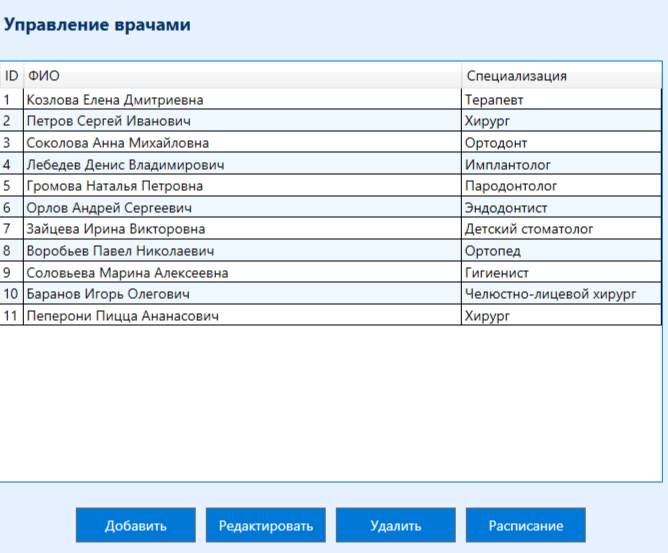 Управление врачами
ID ФИО Специализация
1 Козлова Елена Дмитриевна Терапевт
2 Петров Сергей Иванович Хирург
3 Соколова Анна Михайловна Ортодонт
4 Лебедев Денис Владимирович Имплантолог
5 Громова Наталья Петровна Пародонтолог
6 Орлов Андрей Сергеевич Эндодонтист
7 Зайцева Ирина Викторовна Детский стоматолог
8 Воробьев Павел Николаевич Ортопед
9 Соловьева Марина Алексеевна Гигиенист
10 Баранов Игорь Олегович Челюстно-лицевой хирург
11 Пеперони Пицца Ананасович Хирург
Добавить Редактировать Удалить Расписание